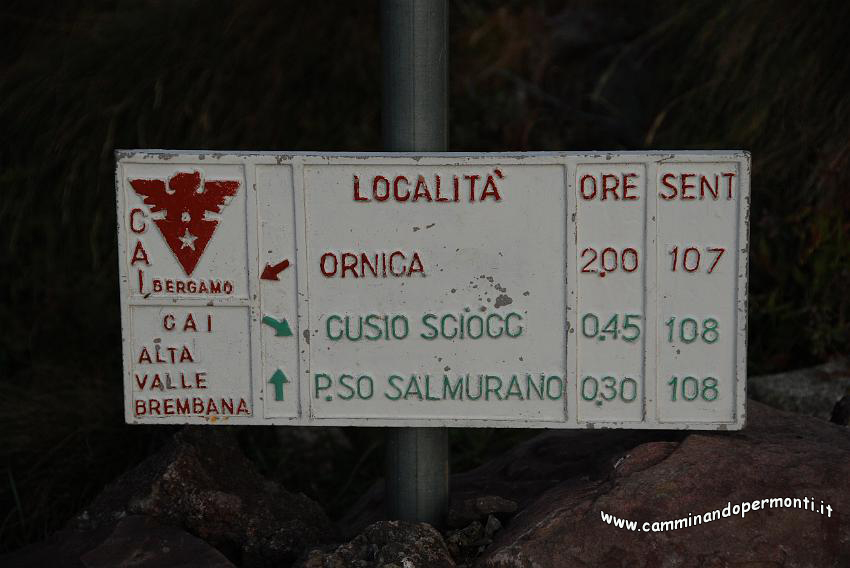 CAI
BERGAMO
CAI
ALTA
VALLE
BREMBANA
LOCALITÀ ORE SENT
ORNICA 2.00 107
CUSIO SCIOCC 0.45 108
P.SO SALMURANO 0.30 108
www.camminandopermonti.it